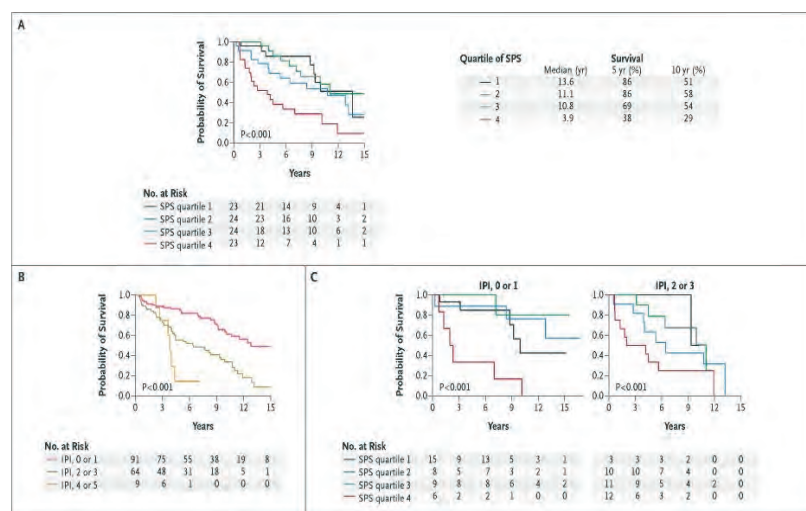 A
Probability of Survival
1.0
0.8
0.6
0.4
0.2
0.0
P<0.001
0 3 6 9 12 15
Years
Quartile of SPS Survival
Median (yr) 5 yr (%) 10 yr (%)
1 13.6 86 51
2 11.1 86 58
3 10.8 69 54
4 3.9 38 29
No. at Risk
SPS quartile 1 23 21 14 9 4 1
SPS quartile 2 24 23 16 10 3 2
SPS quartile 3 24 18 13 10 6 2
SPS quartile 4 23 12 7 4 1 1
B
Probability of Survival
1.0
0.8
0.6
0.4
0.2
0.0
P<0.001
0 3 6 9 12 15
Years
No. at Risk
IPI, 0 or 1 91 75 55 38 19 8
IPI, 2 or 3 64 48 31 18 5 1
IPI, 4 or 5 9 6 1 0 0 0
C
IPI, 0 or 1
Probability of Survival
1.0
0.8
0.6
0.4
0.2
0.0
P<0.001
0 3 6 9 12 15
Years
IPI, 2 or 3
Probability of Survival
1.0
0.8
0.6
0.4
0.2
0.0
P<0.001
0 3 6 9 12 15
Years
No. at Risk
SPS quartile 1 15 9 13 5 3 1 3 3 3 2 0 0
SPS quartile 2 8 5 7 3 2 1 10 10 7 4 0 0
SPS quartile 3 9 8 8 6 4 2 11 9 5 4 2 0
SPS quartile 4 6 2 2 1 0 0 12 6 3 2 0 0